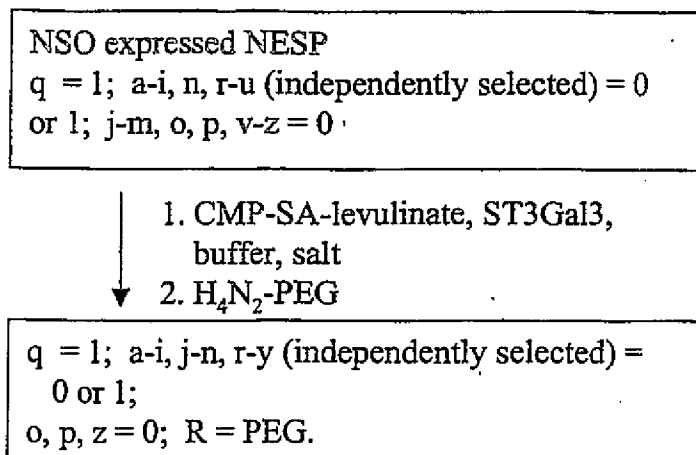 NSO expressed NESP
q = 1; a-i, n, r-u (independently selected) = 0
or 1; j-m, o, p, v-z = 0
1. CMP-SA-levulinate, ST3Gal3,
buffer, salt
2. H₄N₂-PEG
q = 1; a-i, j-n, r-y (independently selected) =
0 or 1;
o, p, z = 0; R = PEG.